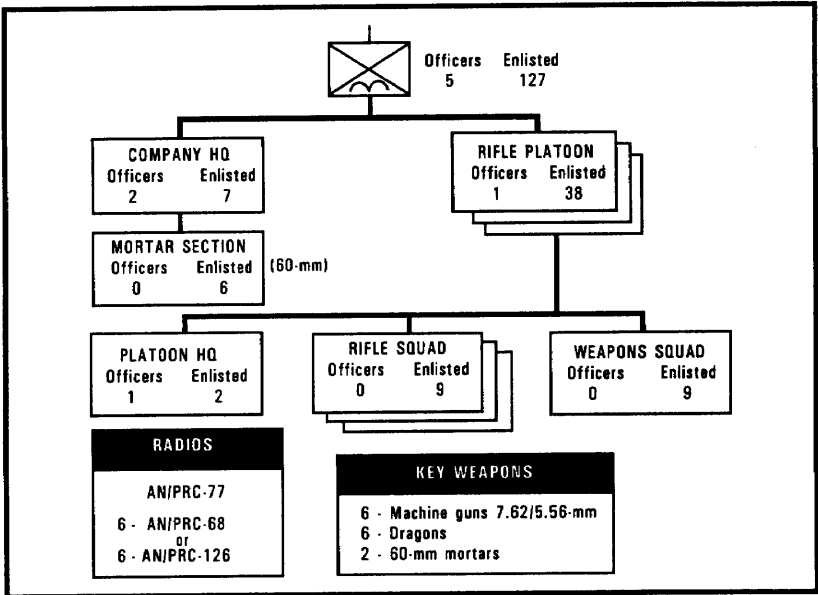 Officers Enlisted
5 127
COMPANY HQ
Officers Enlisted
2 7
RIFLE PLATOON
Officers Enlisted
1 38
MORTAR SECTION
Officers Enlisted
0 6
(60-mm)
PLATOON HQ
Officers Enlisted
1 2
RIFLE SQUAD
Officers Enlisted
0 9
WEAPONS SQUAD
Officers Enlisted
0 9
RADIOS
AN/PRC-77
6 - AN/PRC-68
or
6 - AN/PRC-126
KEY WEAPONS
6 - Machine guns 7.62/5.56-mm
6 - Dragons
2 - 60-mm mortars